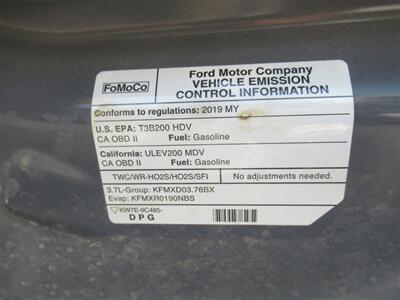 FoMoCo
Ford Motor Company
VEHICLE EMISSION
CONTROL INFORMATION
Conforms to regulations: 2019 MY
U.S. EPA: T3B200 HDV
CA OBD II Fuel: Gasoline
California: ULEV200 MDV
CA OBD II Fuel: Gasoline
TWC/WR-HO2S/HO2S/SFI No adjustments needed.
3.7L-Group: KFMXD03.76BX
Evap: KFMXR0190NBS
KW7E-9C485-
DPG